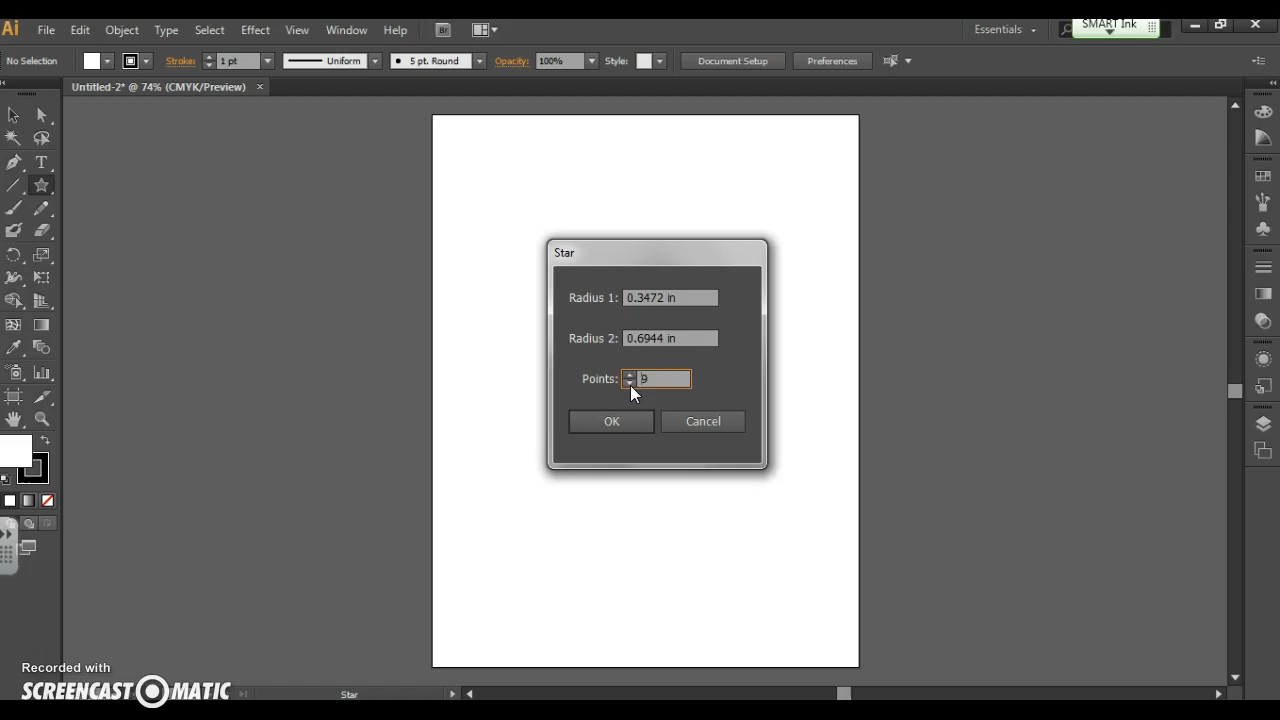 Ai File Edit Object Type Select Effect View Window Help Br Essentials SMART Ink
No Selection Stroke: 1 pt Uniform 5 pt. Round Opacity: 100% Style: Document Setup Preferences
Untitled-2* @ 74% (CMYK/Preview)
T
Star
Radius 1: 0.3472 in
Radius 2: 0.6944 in
Points: 9
OK Cancel
Recorded with
SCREENCAST MATIC
Star